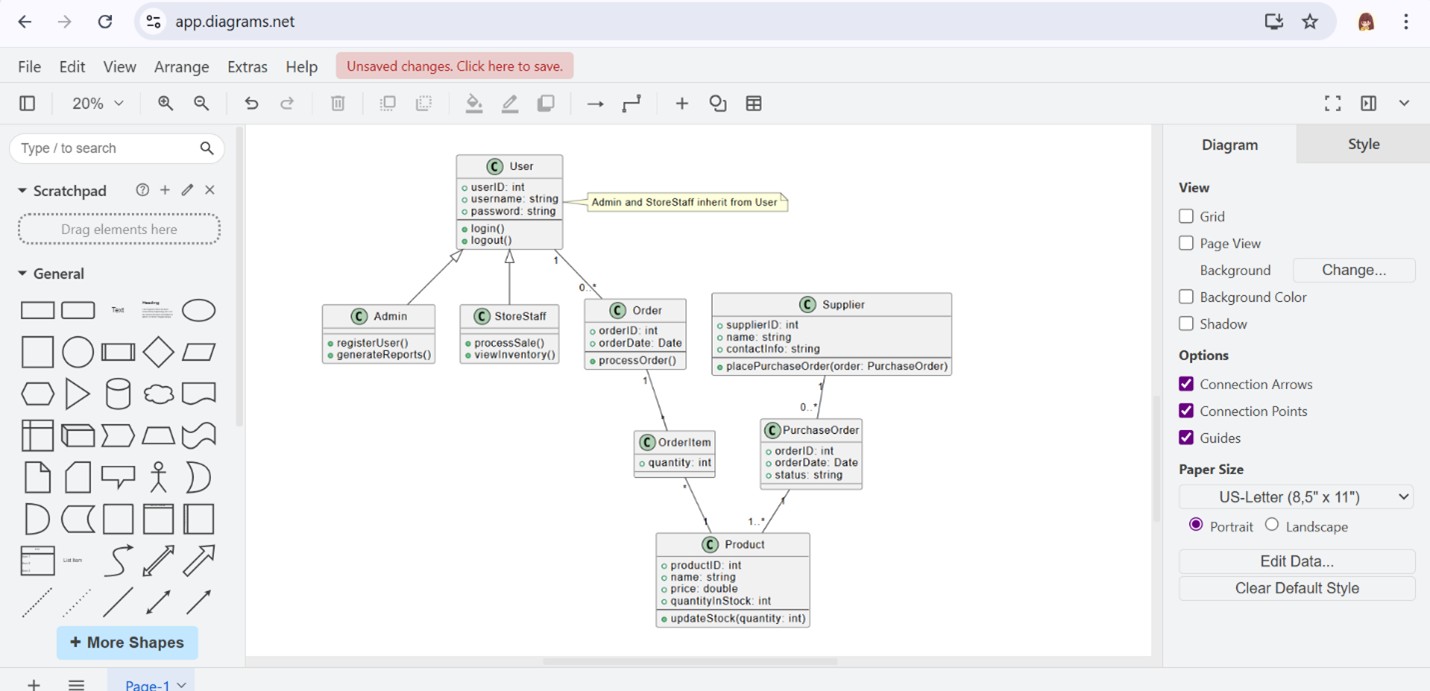 app.diagrams.net
File Edit View Arrange Extras Help Unsaved changes. Click here to save.
20%
Type / to search
Scratchpad
Drag elements here
General
Text
Heading
List Item
+ More Shapes
Page-1
C User
userID: int
username: string
password: string
login()
logout()
Admin and StoreStaff inherit from User
1
0..*
C Admin
registerUser()
generateReports()
C StoreStaff
processSale()
viewInventory()
C Order
orderID: int
orderDate: Date
processOrder()
C Supplier
supplierID: int
name: string
contactInfo: string
placePurchaseOrder(order: PurchaseOrder)
1
*
1
0..*
C OrderItem
quantity: int
C PurchaseOrder
orderID: int
orderDate: Date
status: string
*
1
1
1..*
C Product
productID: int
name: string
price: double
quantityInStock: int
updateStock(quantity: int)
Diagram Style
View
Grid
Page View
Background Change...
Background Color
Shadow
Options
Connection Arrows
Connection Points
Guides
Paper Size
US-Letter (8,5" x 11")
Portrait Landscape
Edit Data...
Clear Default Style